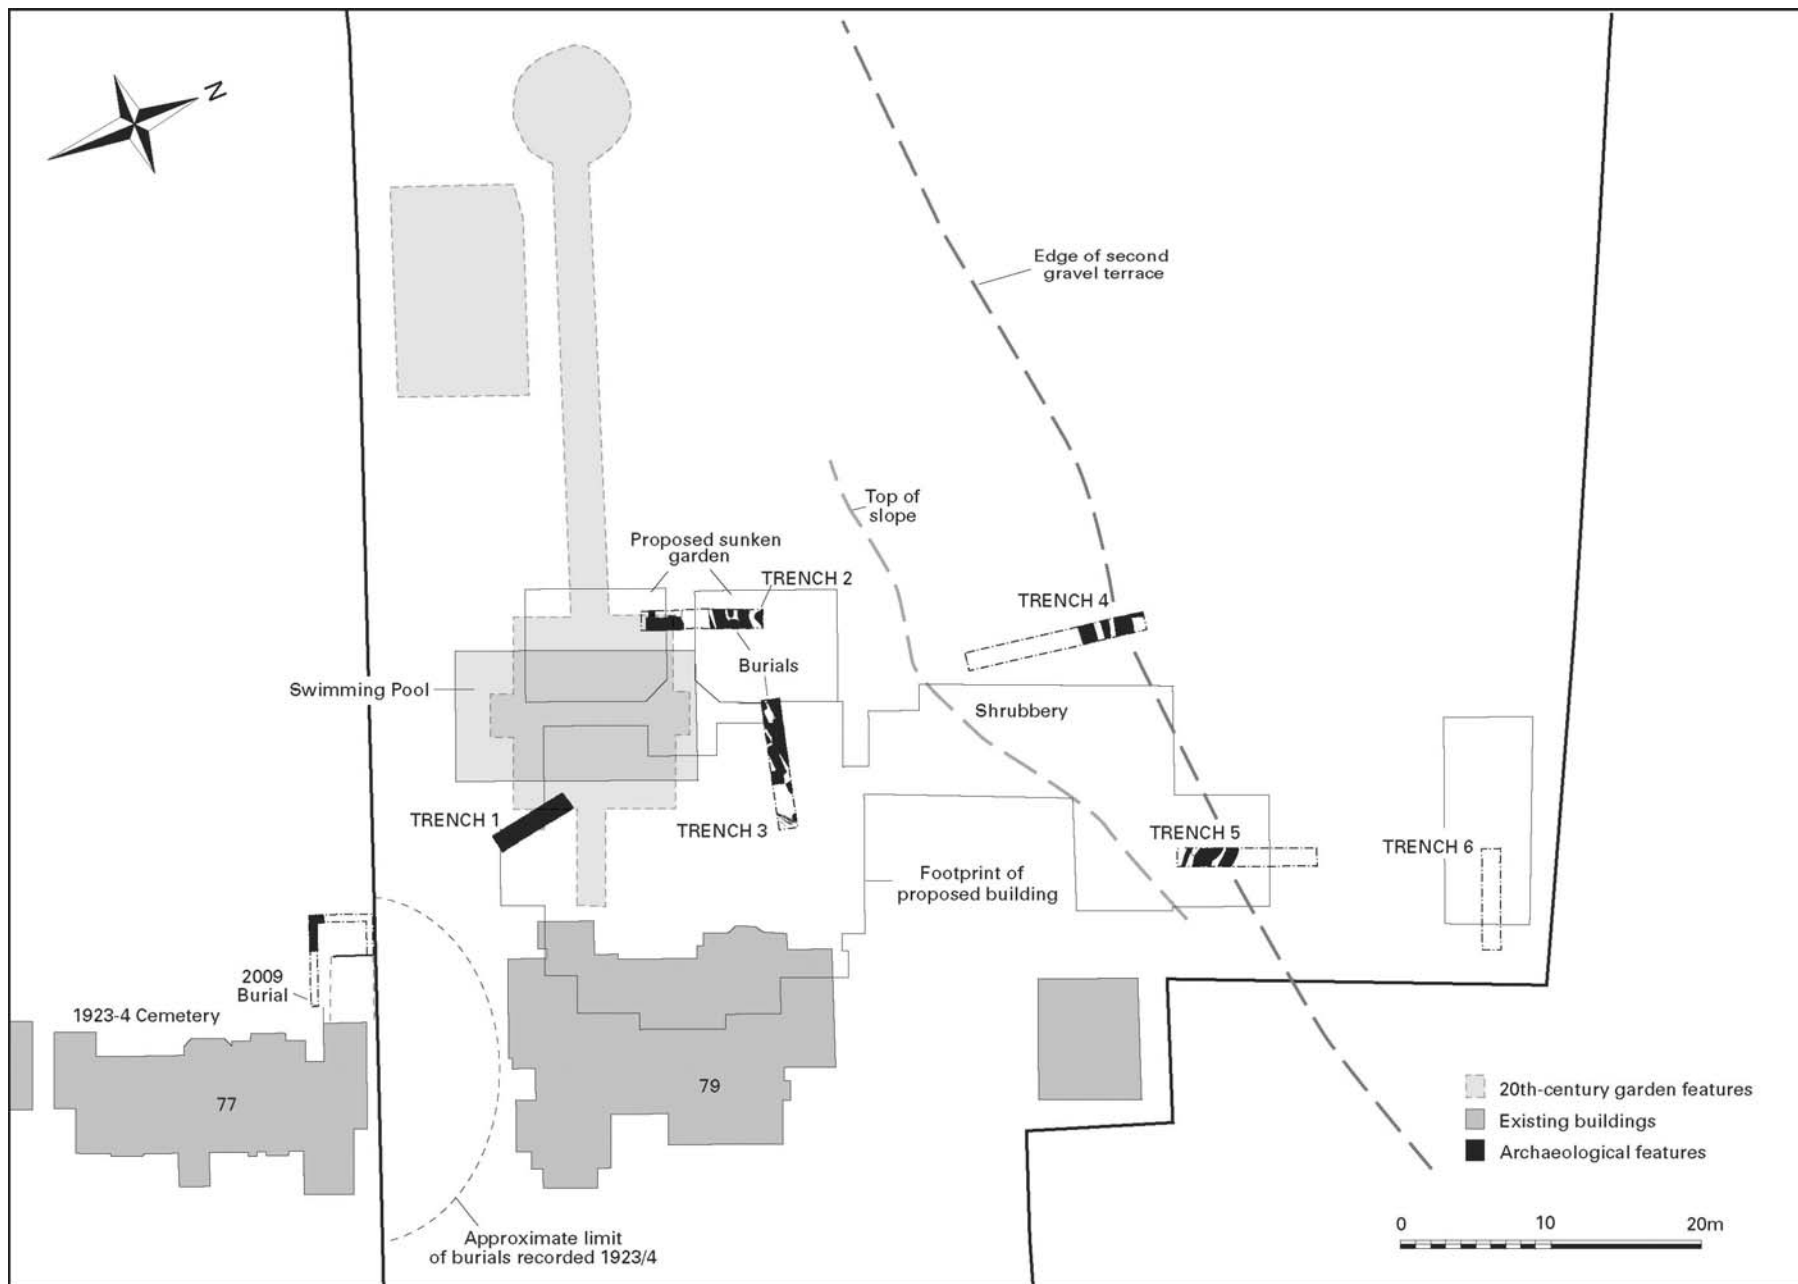 N
Edge of second
gravel terrace
Top of
slope
Proposed sunken
garden
TRENCH 2
TRENCH 4
Burials
Swimming Pool
Shrubbery
TRENCH 1
TRENCH 3
TRENCH 5
TRENCH 6
Footprint of
proposed building
2009
Burial
1923-4 Cemetery
77
79
20th-century garden features
Existing buildings
Archaeological features
Approximate limit
of burials recorded 1923/4
0 10 20m